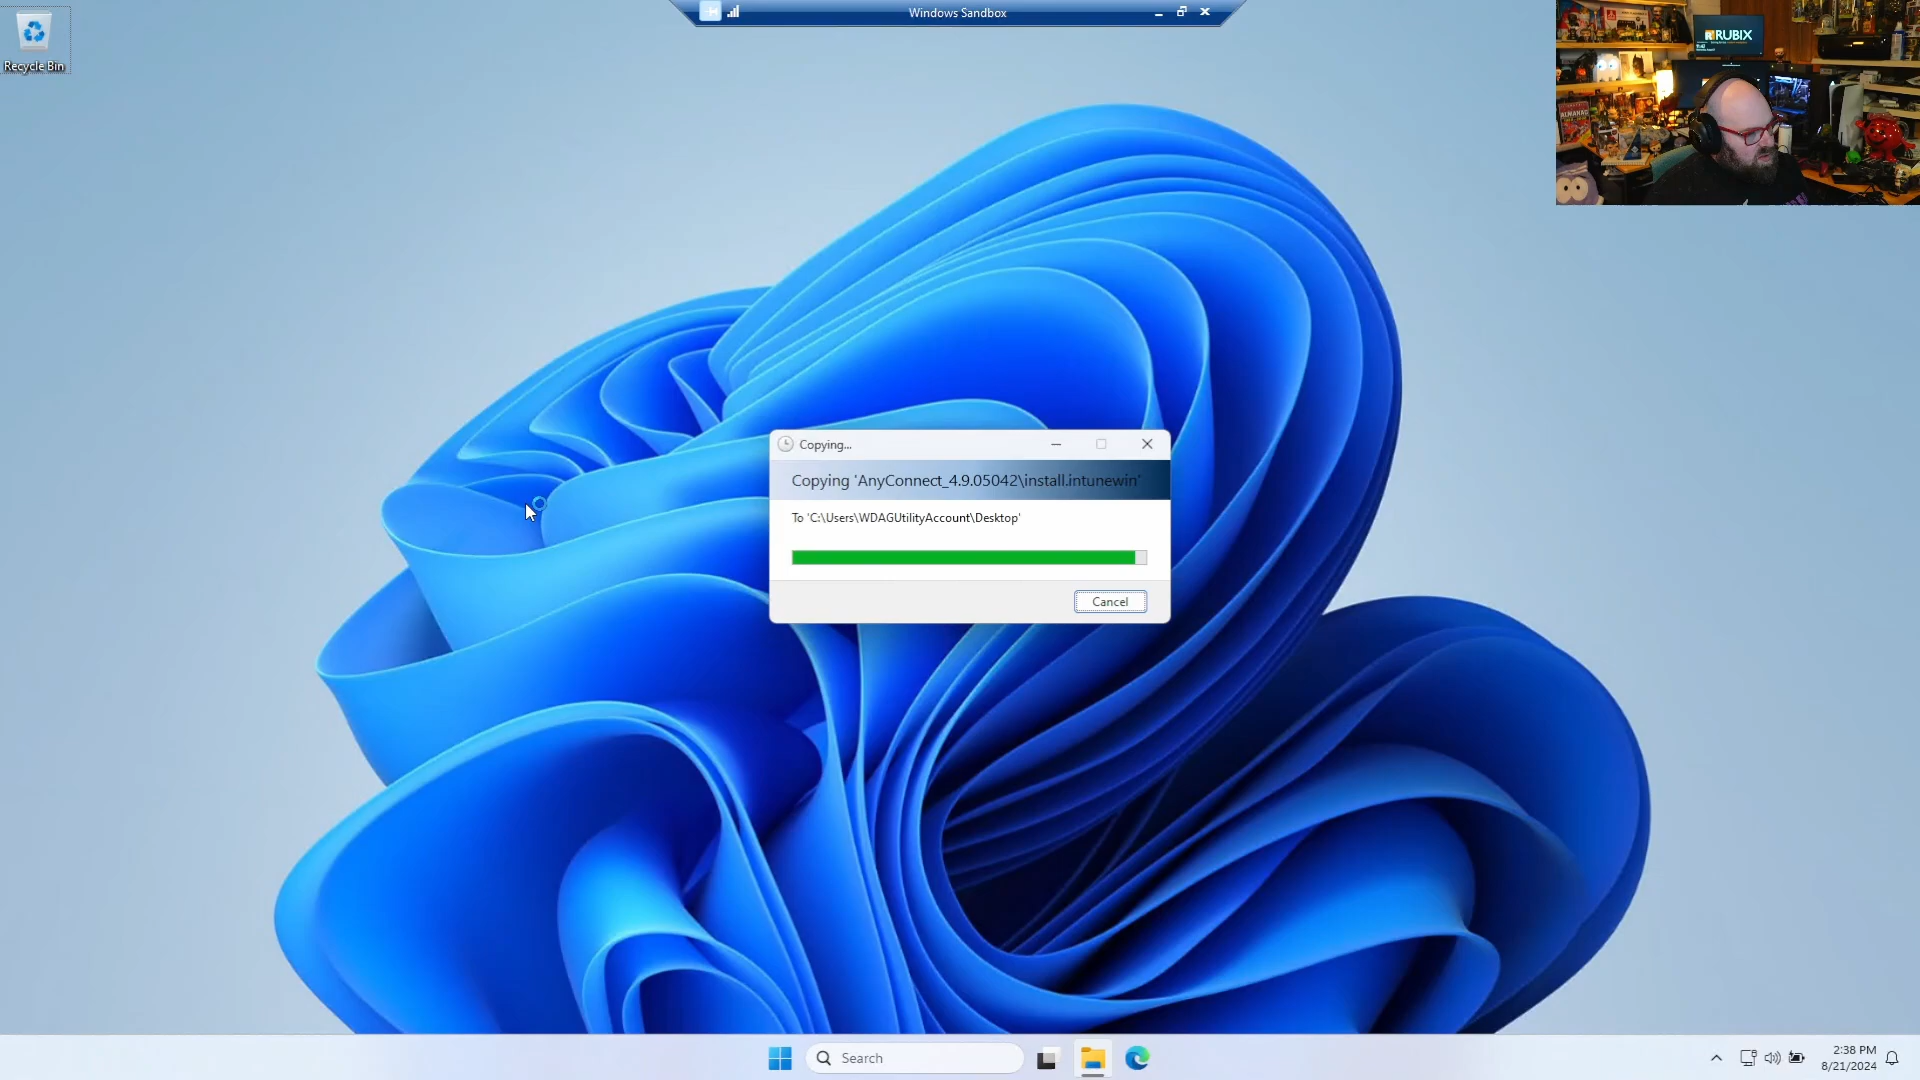 Windows Sandbox
Recycle Bin
RUBIX
ALMANAC
Copying...
Copying 'AnyConnect_4.9.05042\install.intunewin'
To 'C:\Users\WDAGUtilityAccount\Desktop'
Cancel
Search
2:38 PM
8/21/2024